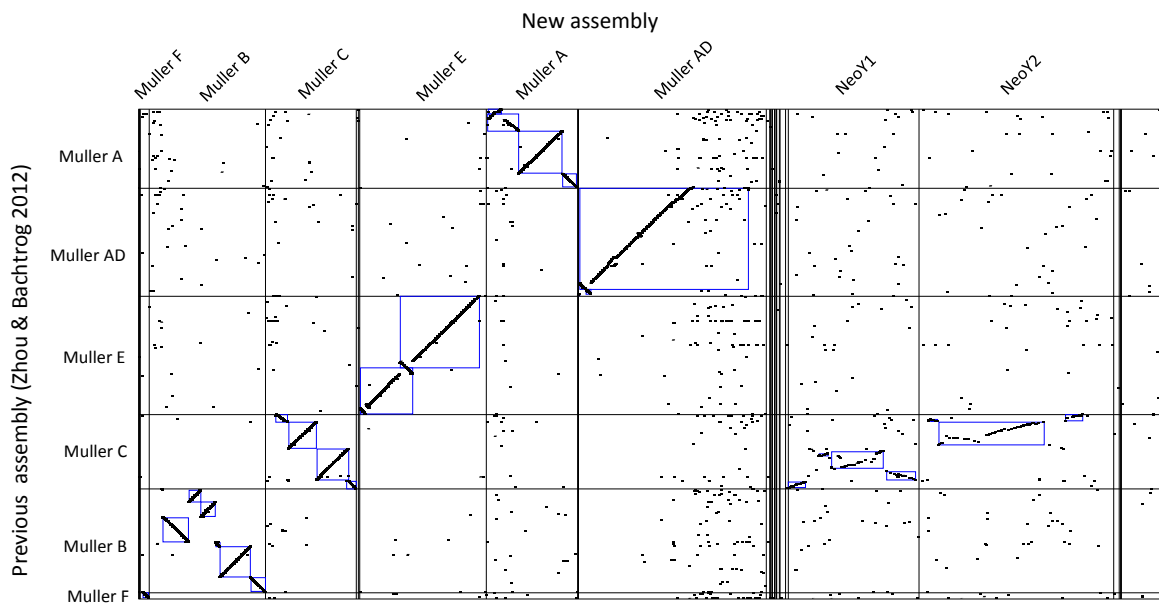 New assembly
Muller F
Muller B
Muller C
Muller E
Muller A
Muller AD
NeoY1
NeoY2
Previous assembly (Zhou & Bachtrog 2012)
Muller A
Muller AD
Muller E
Muller C
Muller B
Muller F